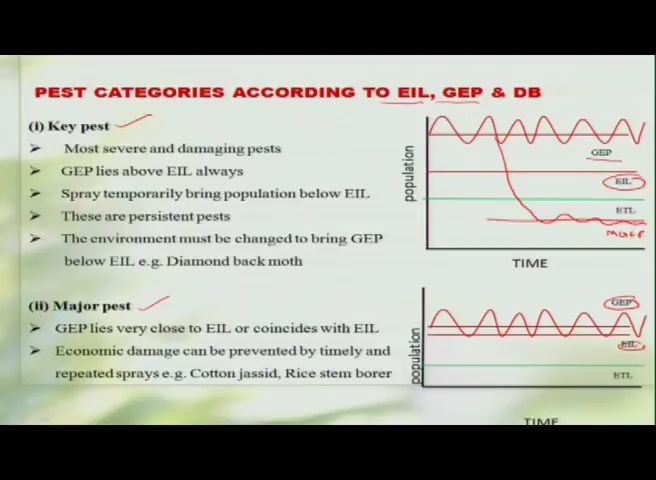 PEST CATEGORIES ACCORDING TO EIL, GEP & DB
(i) Key pest
➤ Most severe and damaging pests
➤ GEP lies above EIL always
➤ Spray temporarily bring population below EIL
➤ These are persistent pests
➤ The environment must be changed to bring GEP
below EIL e.g. Diamond back moth
population
GEP
EIL
ETL
MGEP
TIME
(ii) Major pest
➤ GEP lies very close to EIL or coincides with EIL
➤ Economic damage can be prevented by timely and
repeated sprays e.g. Cotton jassid, Rice stem borer
population
GEP
EIL
ETL
TIME